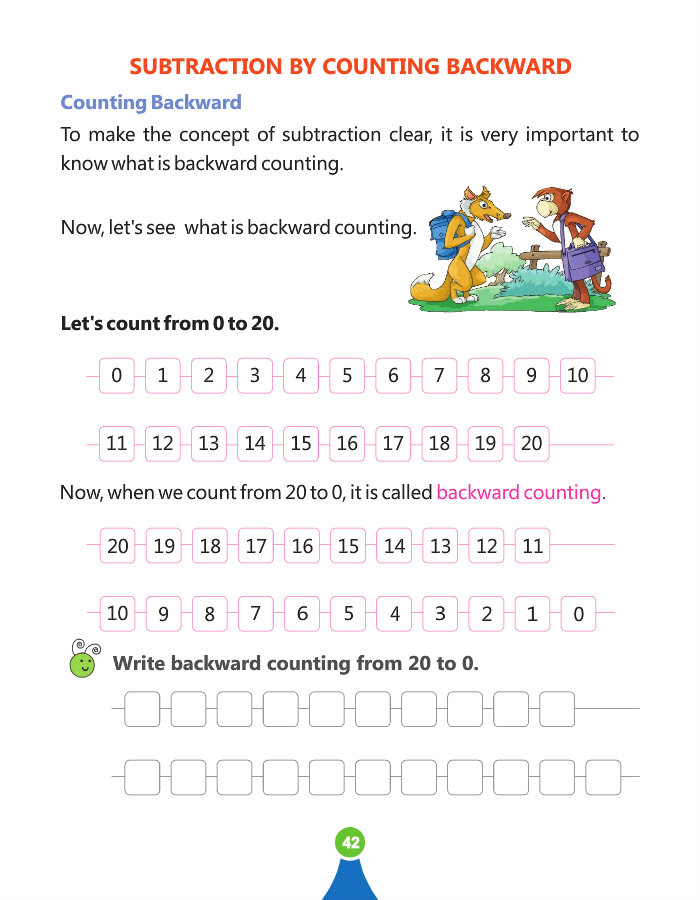 SUBTRACTION BY COUNTING BACKWARD
Counting Backward
To make the concept of subtraction clear, it is very important to
know what is backward counting.
Now, let's see what is backward counting.
Let's count from 0 to 20.
0 1 2 3 4 5 6 7 8 9 10
11 12 13 14 15 16 17 18 19 20
Now, when we count from 20 to 0, it is called backward counting.
20 19 18 17 16 15 14 13 12 11
10 9 8 7 6 5 4 3 2 1 0
Write backward counting from 20 to 0.
42